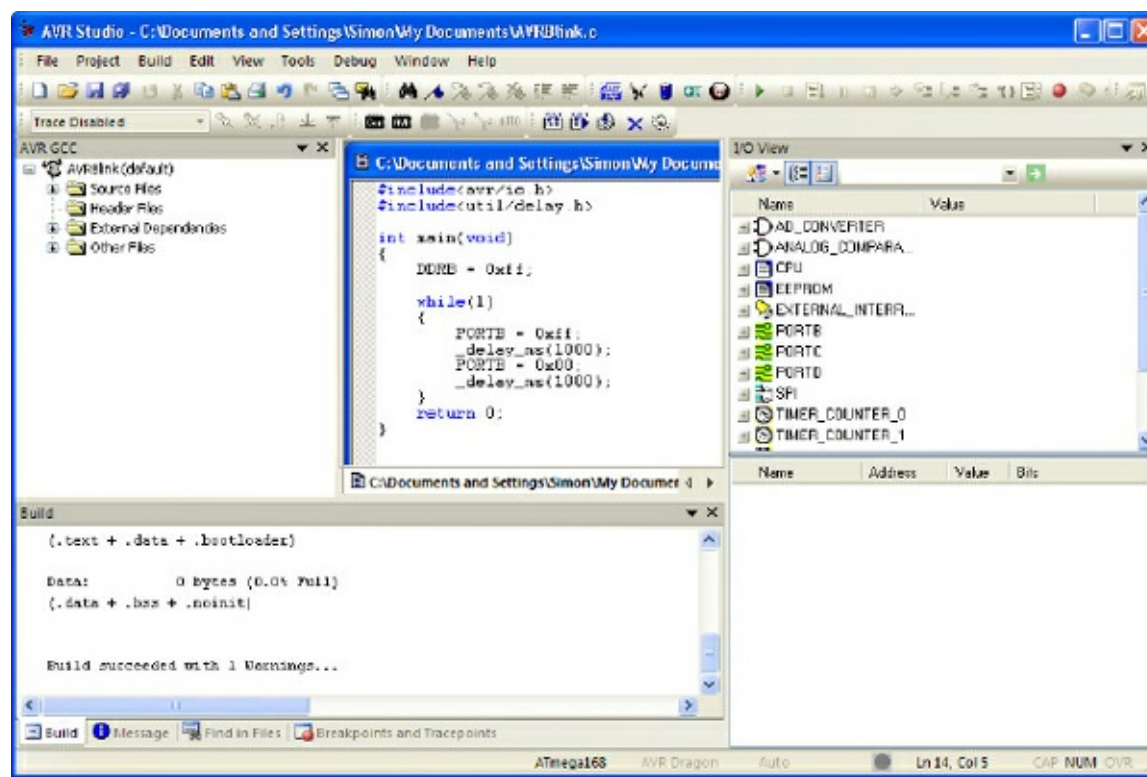 AVR Studio - C:\Documents and Settings\Simon\My Documents\AVRBlink.c
File Project Build Edit View Tools Debug Window Help
Trace Disabled
AVR GCC
AVRBlink (default)
Source Files
Header Files
External Dependencies
Other Files
C:\Documents and Settings\Simon\My Docume
#include<avr/io.h>
#include<util/delay.h>
int main(void)
{
DDRB = 0xff;
while(1)
{
PORTB = 0xff;
_delay_ms(1000);
PORTB = 0x00;
_delay_ms(1000);
}
return 0;
}
C:\Documents and Settings\Simon\My Documer
I/O View
Name Value
AD_CONVERTER
ANALOG_COMPARA...
CPU
EEPROM
EXTERNAL_INTERR...
PORTB
PORTC
PORTD
SPI
TIMER_COUNTER_0
TIMER_COUNTER_1
Name Address Value Bits
Build
(.text + .data + .bootloader)
Data: 0 bytes (0.0% Full)
(.data + .bss + .noinit)
Build succeeded with 1 Warnings...
Build Message Find in Files Breakpoints and Tracepoints
ATmega168 AVR Dragon Auto Ln 14, Col 5 CAP NUM OVR